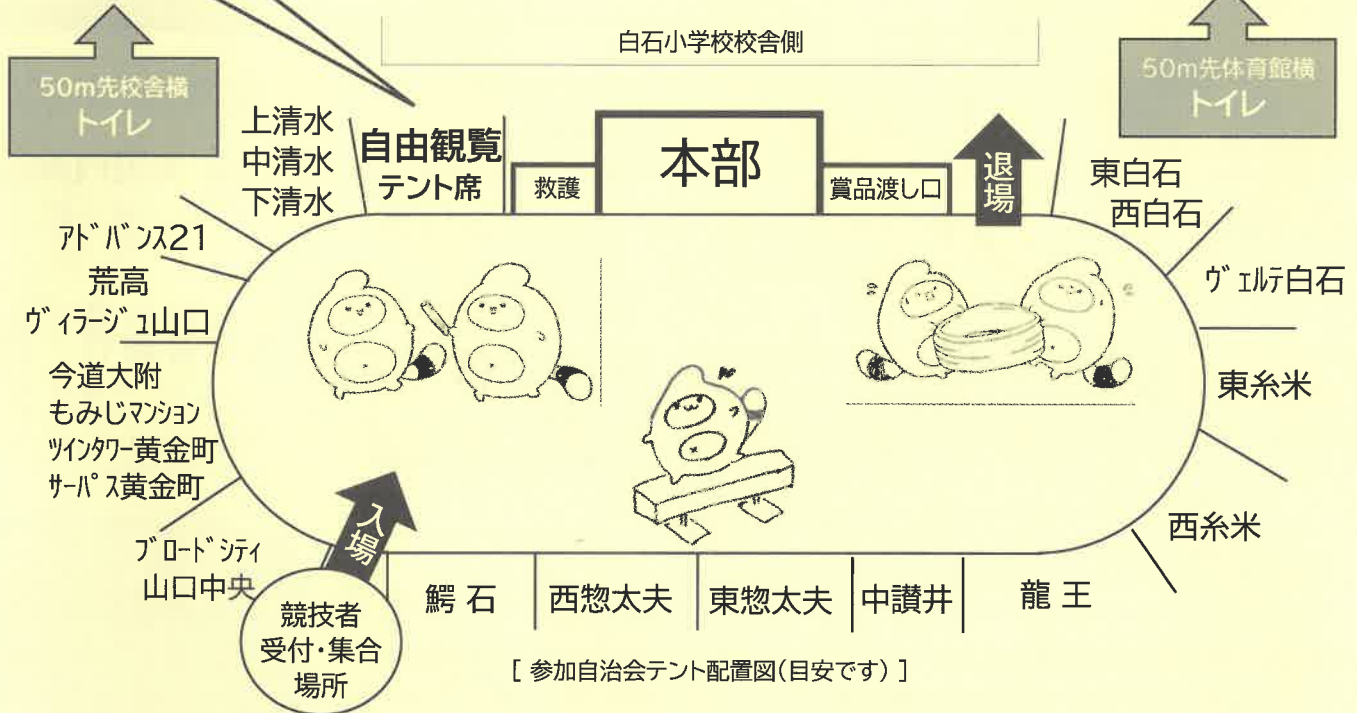 白石小学校校舎側
50m先校舎横
トイレ
50m先体育館横
トイレ
上清水
中清水
下清水
自由観覧
テント席
救護
本部
賞品渡し口
退場
東白石
西白石
アドバンス21
荒高
ヴィラージュ山口
今道大附
もみじマンション
ツインタワー黄金町
サーパス黄金町
ブロードシティ
山口中央
ヴェルテ白石
東糸米
西糸米
入場
競技者
受付・集合
場所
鰐石
西惣太夫
東惣太夫
中讃井
龍王
[ 参加自治会テント配置図(目安です) ]